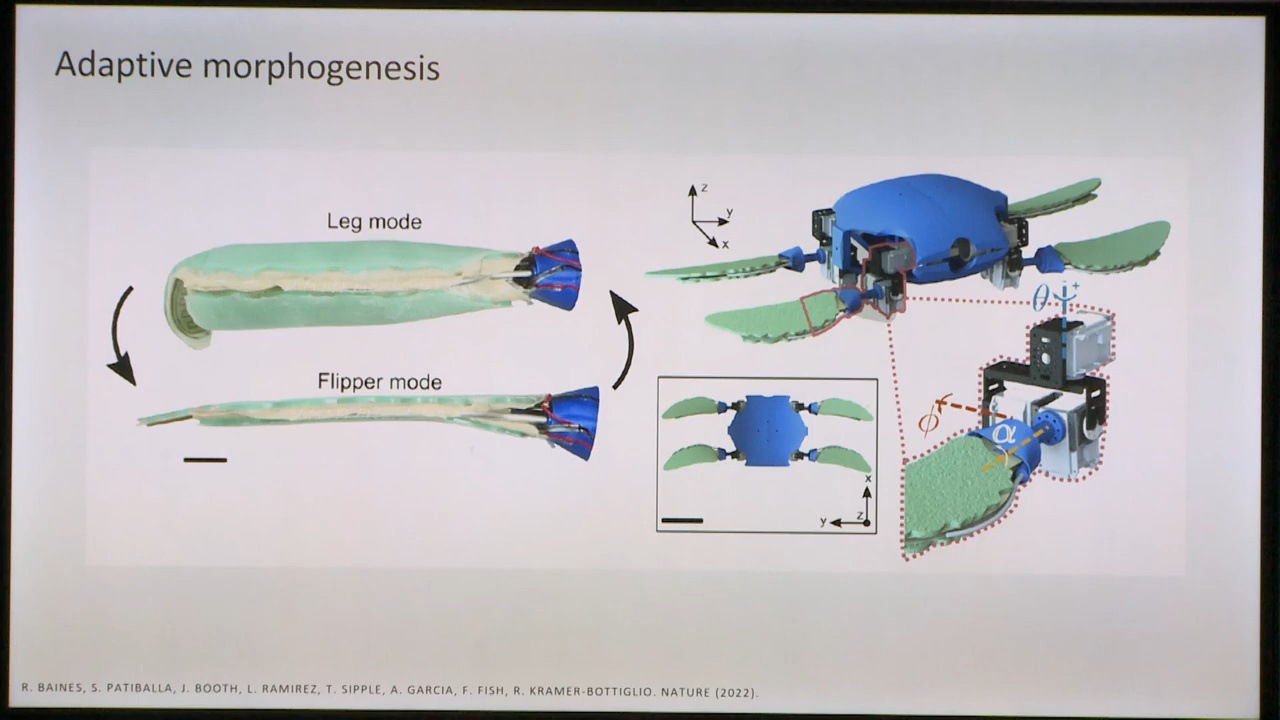 Adaptive morphogenesis
Leg mode
Flipper mode
z
y
x
θ
+
ϕ
α
x
y
z
R. BAINES, S. PATIBALLA, J. BOOTH, L. RAMIREZ, T. SIPPLE, A. GARCIA, F. FISH, R. KRAMER-BOTTIGLIO. NATURE (2022).